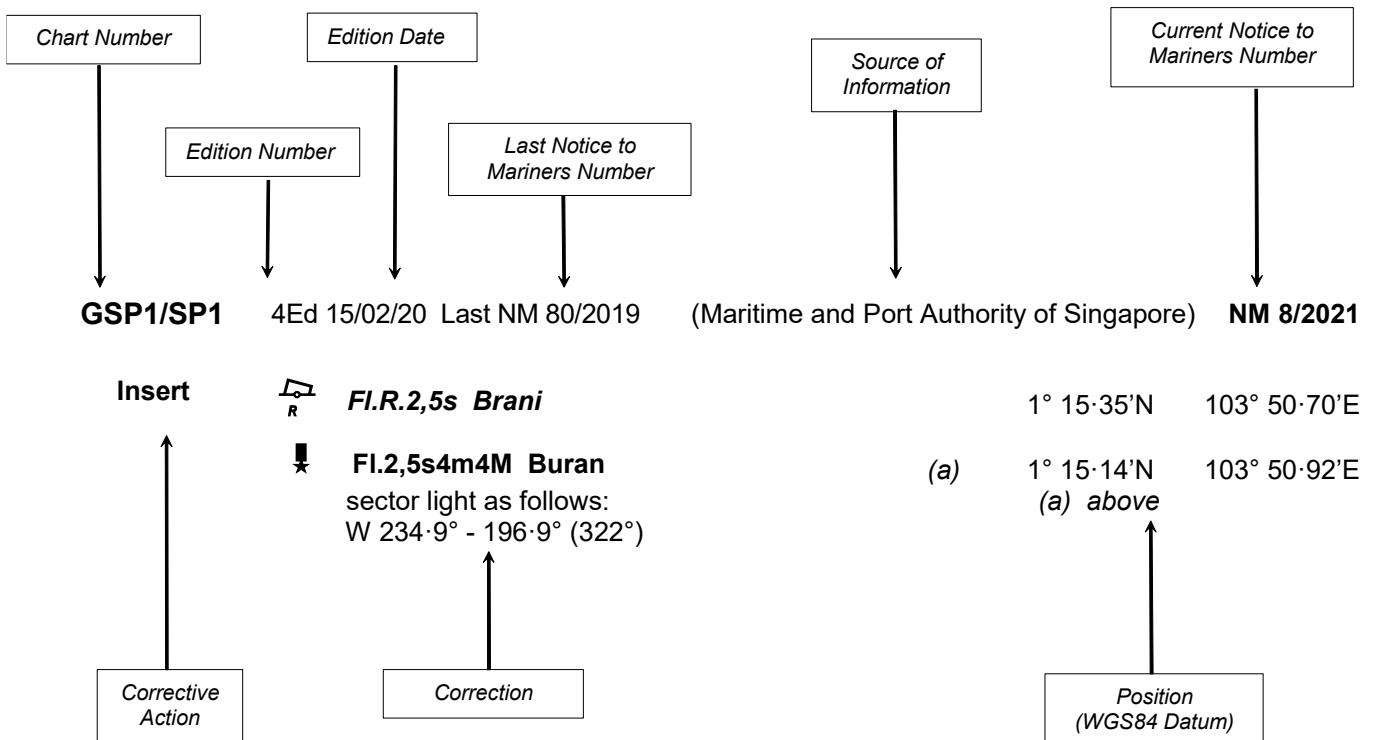 Chart Number
Edition Date
Source of
Information
Current Notice to
Mariners Number
Edition Number
Last Notice to
Mariners Number
GSP1/SP1 4Ed 15/02/20 Last NM 80/2019 (Maritime and Port Authority of Singapore) NM 8/2021
Insert R Fl.R.2,5s Brani 1° 15·35’N 103° 50·70’E
Fl.2,5s4m4M Buran (a) 1° 15·14’N 103° 50·92’E
sector light as follows: (a) above
W 234·9° - 196·9° (322°)
Corrective
Action
Correction
Position
(WGS84 Datum)